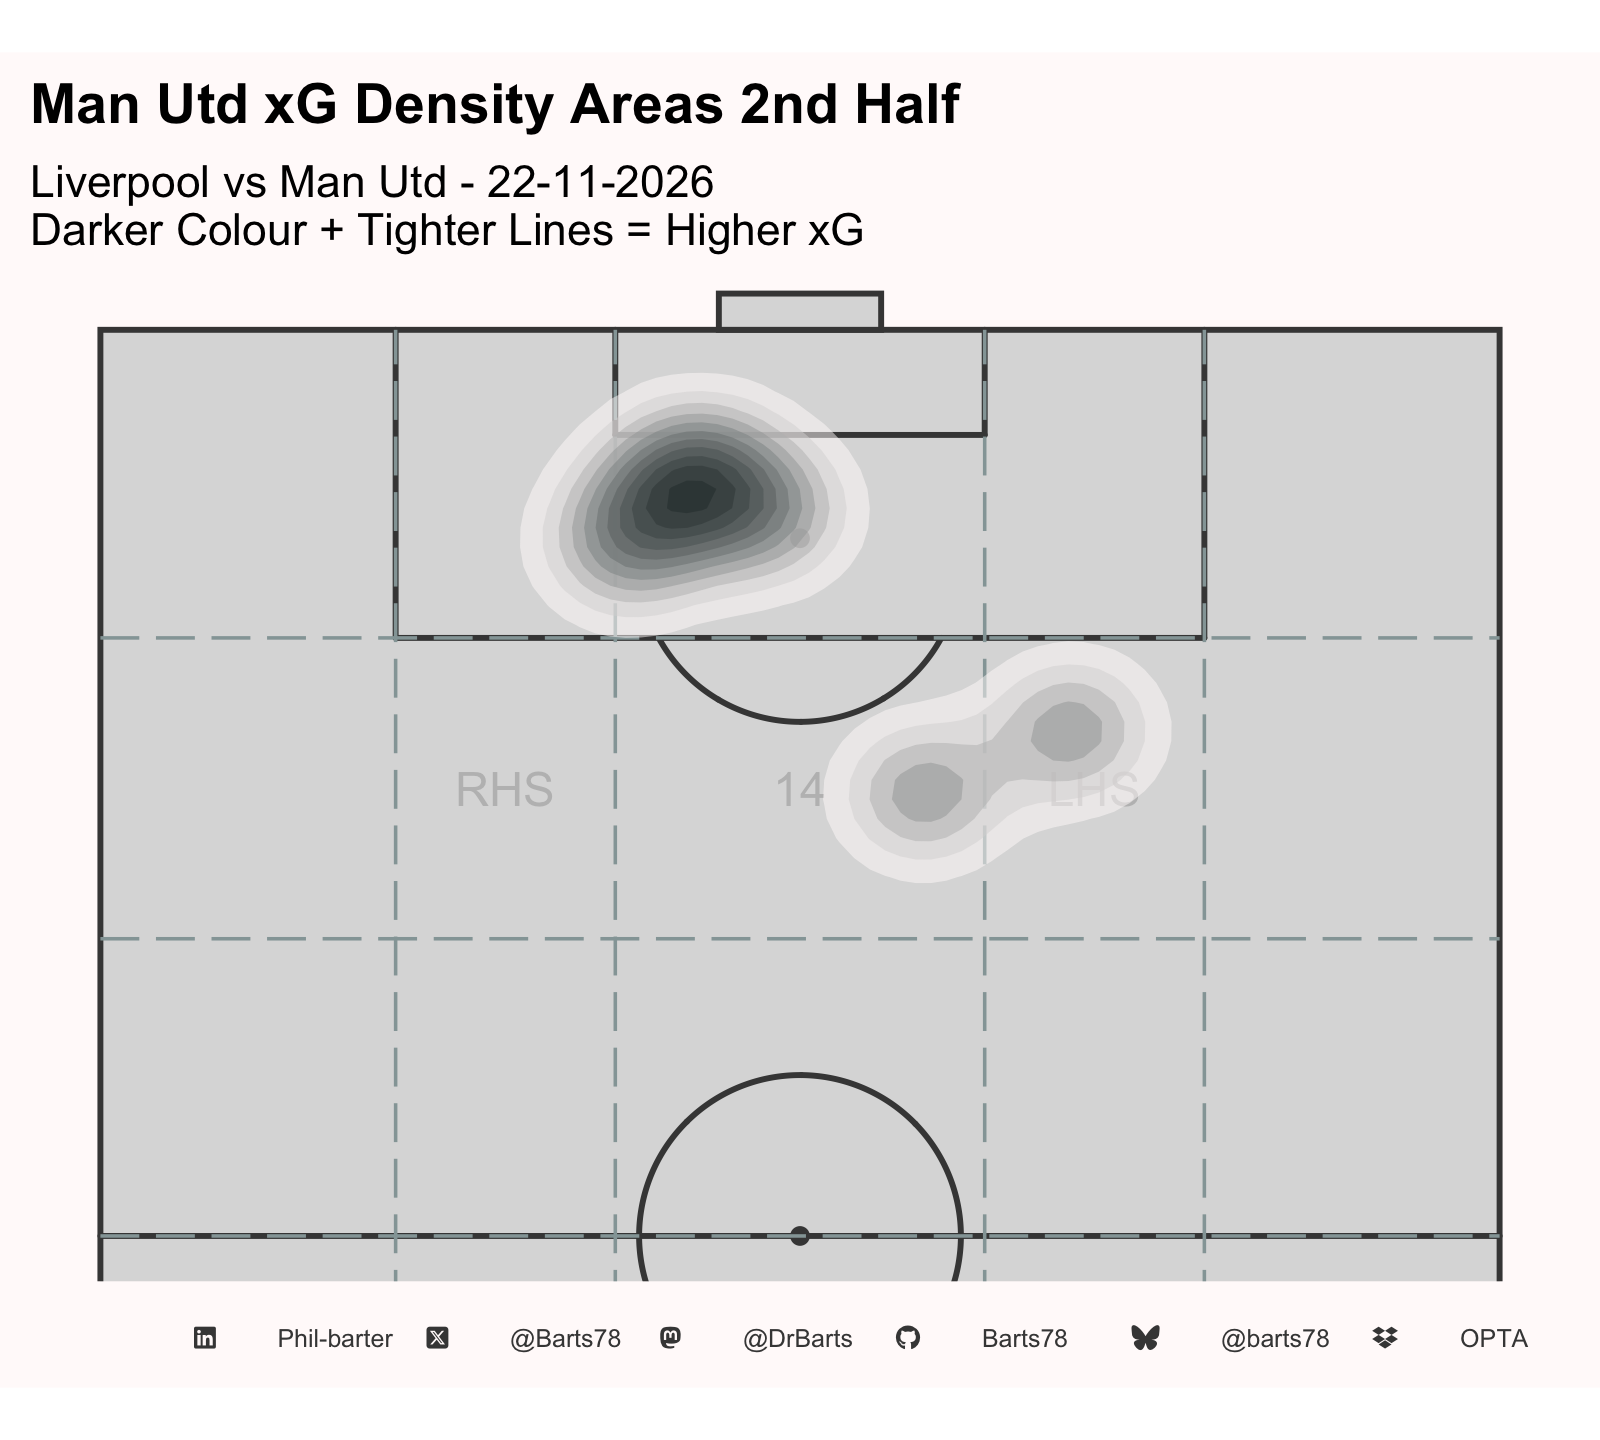 Man Utd xG Density Areas 2nd Half
Liverpool vs Man Utd - 22-11-2026
Darker Colour + Tighter Lines = Higher xG
RHS 14 LHS
Phil-barter @Barts78 @DrBarts Barts78 @barts78 OPTA